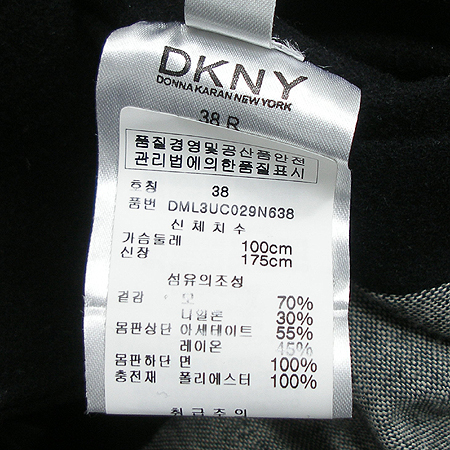 DKNY
DONNA KARAN NEW YORK
38 R
품질경영및공산품안전
관리법에의한품질표시
호칭 38
품번 DML3UC029N638
신체치수
가슴둘레 100cm
신장 175cm
섬유의조성
겉감 모 70%
나일론 30%
몸판상단 아세테이트 55%
레이온 45%
몸판하단 면 100%
충전재 폴리에스터 100%
취급주의